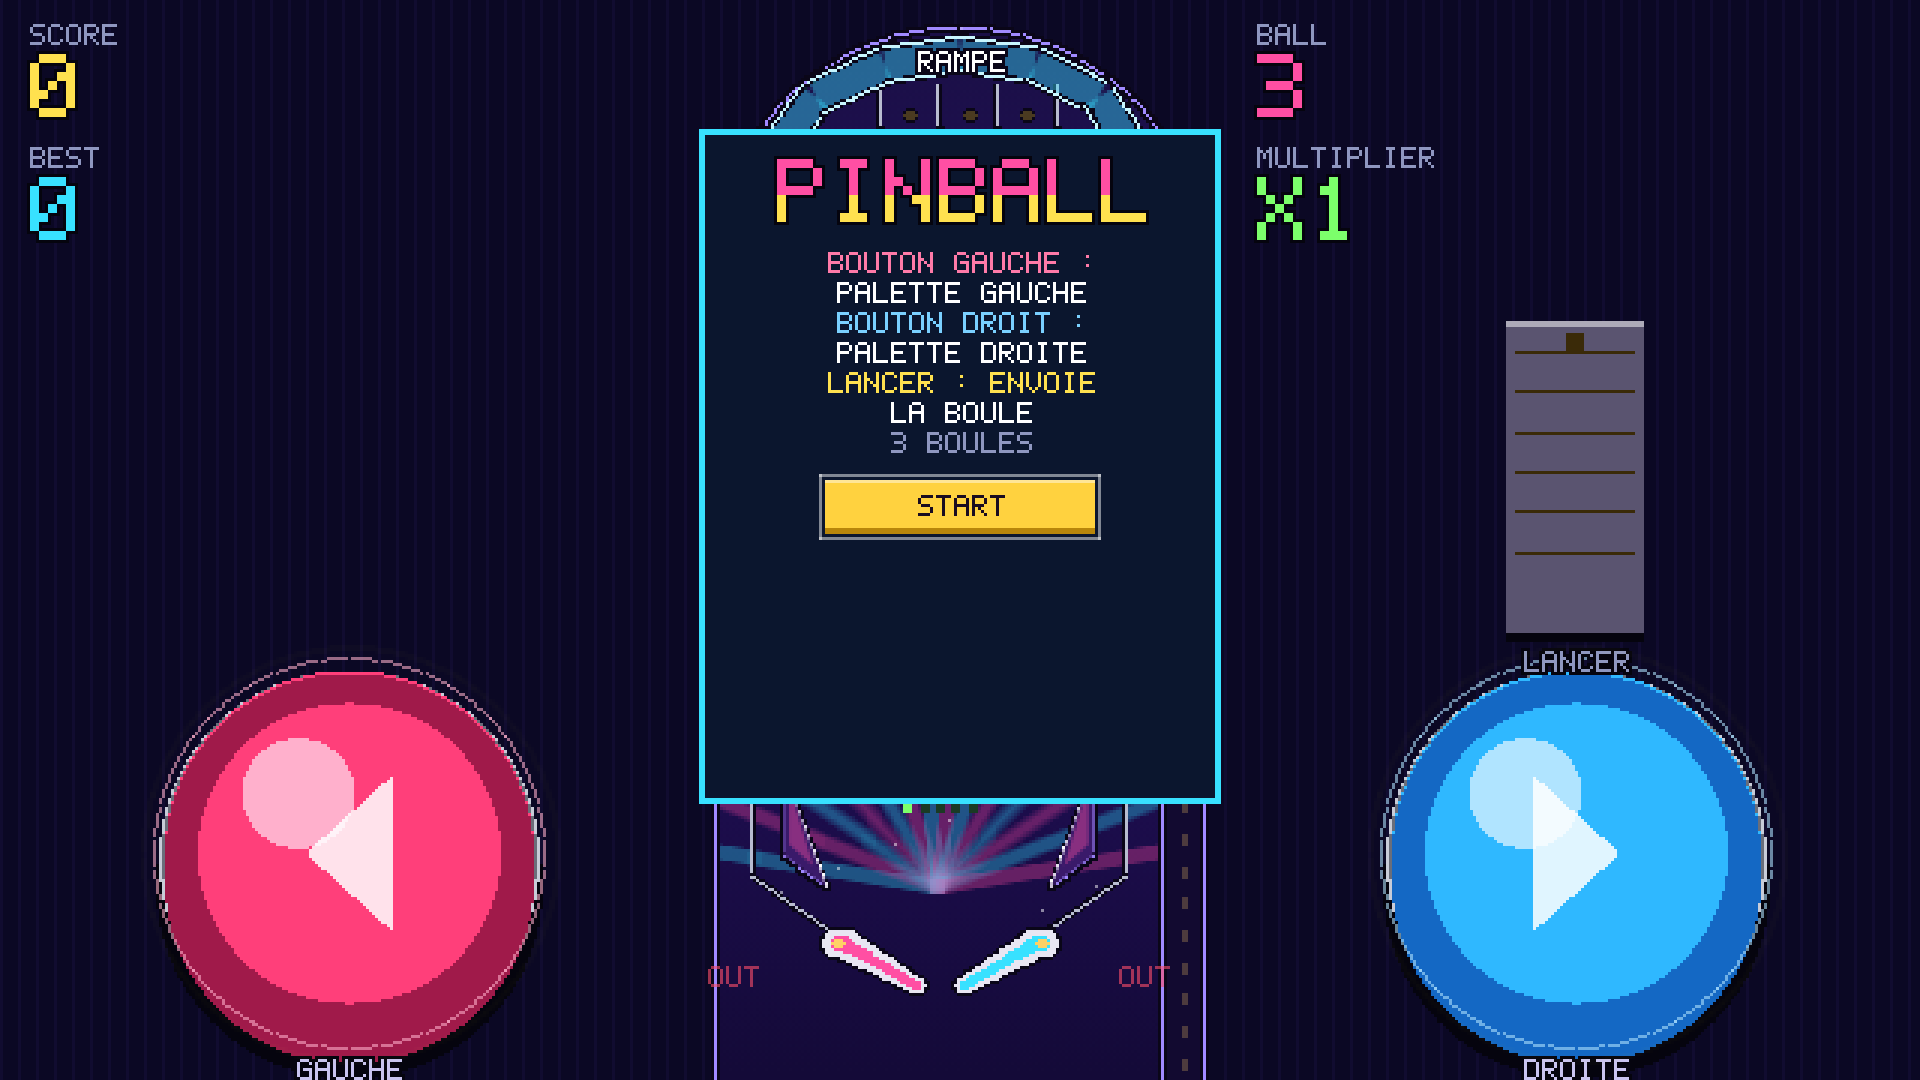 SCORE
0
BEST
0
RAMPE
BALL
3
MULTIPLIER
X1
PINBALL
BOUTON GAUCHE :
PALETTE GAUCHE
BOUTON DROIT :
PALETTE DROITE
LANCER : ENVOIE
LA BOULE
3 BOULES
START
LANCER
OUT
OUT
GAUCHE
DROITE